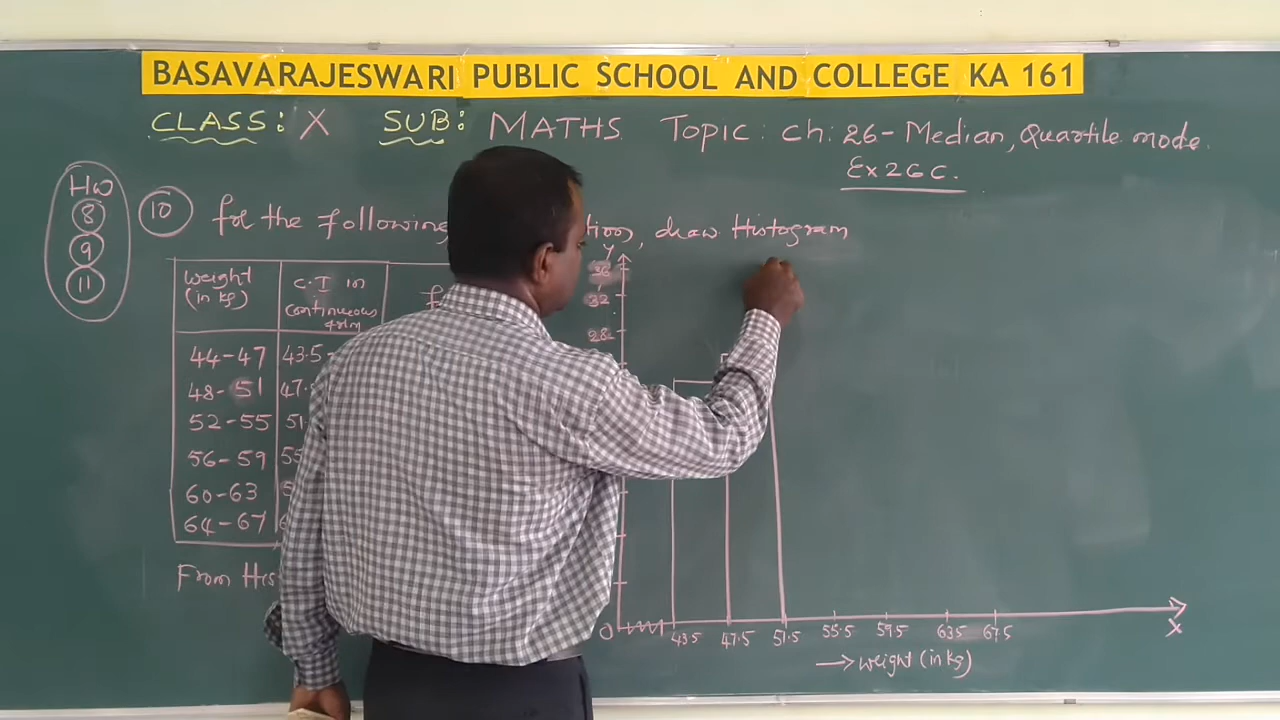 BASAVARAJESWARI PUBLIC SCHOOL AND COLLEGE KA 161
CLASS: X SUB: MATHS Topic: Ch: 26 - Median, Quartile mode.
Ex 26 C.
HW
8
9
11
10 for the following draw Histogram
weight (in kg)
C.I in continuous form
44-47 43.5
48-51 47.
52-55 51
56-59 55
60-63
64-67
From His
Y
36
32
28
0 43.5 47.5 51.5 55.5 59.5 63.5 67.5 X
→ weight (in kg)